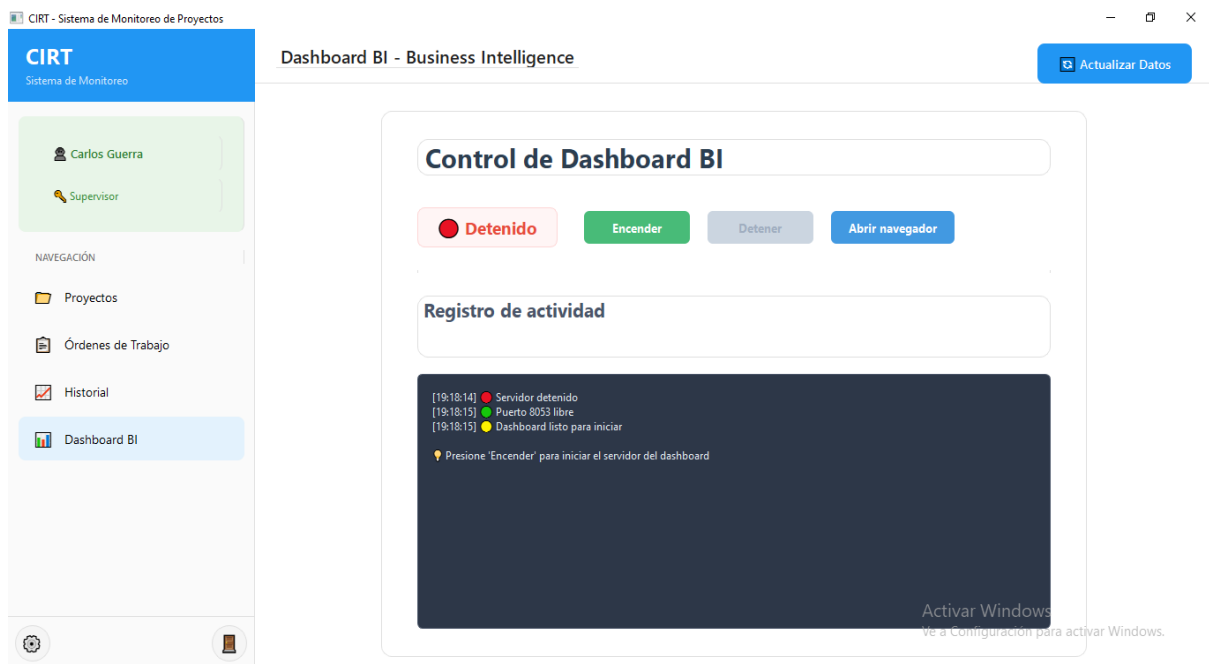 CIRT - Sistema de Monitoreo de Proyectos
CIRT
Sistema de Monitoreo
Dashboard BI - Business Intelligence
Actualizar Datos
Carlos Guerra
Supervisor
NAVEGACIÓN
Proyectos
Órdenes de Trabajo
Historial
Dashboard BI
Control de Dashboard BI
Detenido
Encender
Detener
Abrir navegador
Registro de actividad
[19:18:14] Servidor detenido
[19:18:15] Puerto 8053 libre
[19:18:15] Dashboard listo para iniciar
Presione 'Encender' para iniciar el servidor del dashboard
Activar Windows
Ve a Configuración para activar Windows.